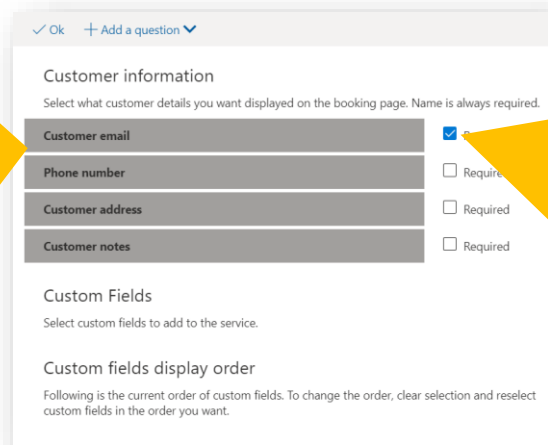 Ok + Add a question
Customer information
Select what customer details you want displayed on the booking page. Name is always required.
Customer email
Phone number
Customer address Required
Customer notes Required
Custom Fields
Select custom fields to add to the service.
Custom fields display order
Following is the current order of custom fields. To change the order, clear selection and reselect
custom fields in the order you want.